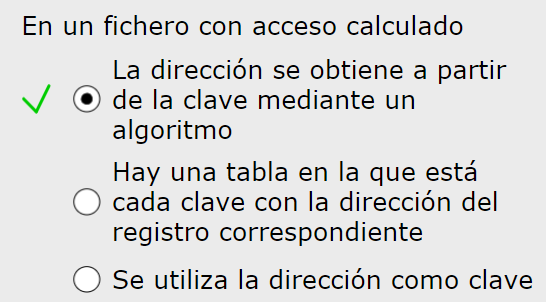 En un fichero con acceso calculado
La dirección se obtiene a partir
de la clave mediante un
algoritmo
Hay una tabla en la que está
cada clave con la dirección del
registro correspondiente
Se utiliza la dirección como clave